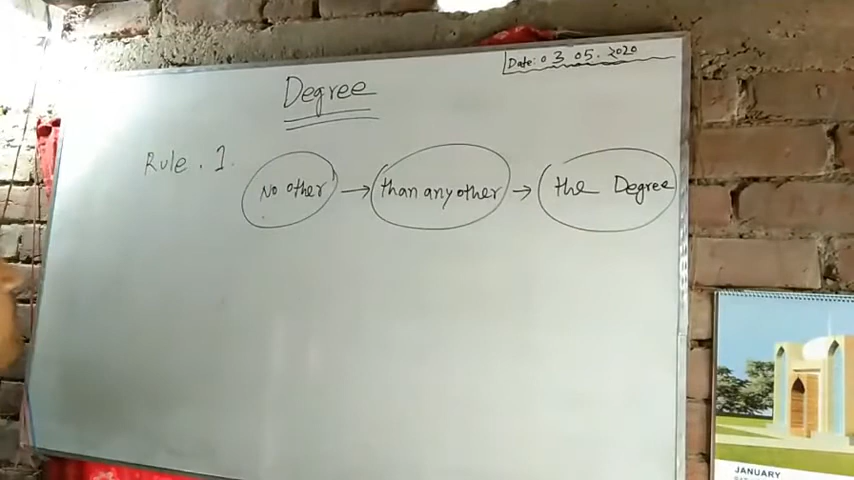 Date: 03 05. 2020
Degree
Rule. 1.
No other → than any other → the Degree
JANUARY